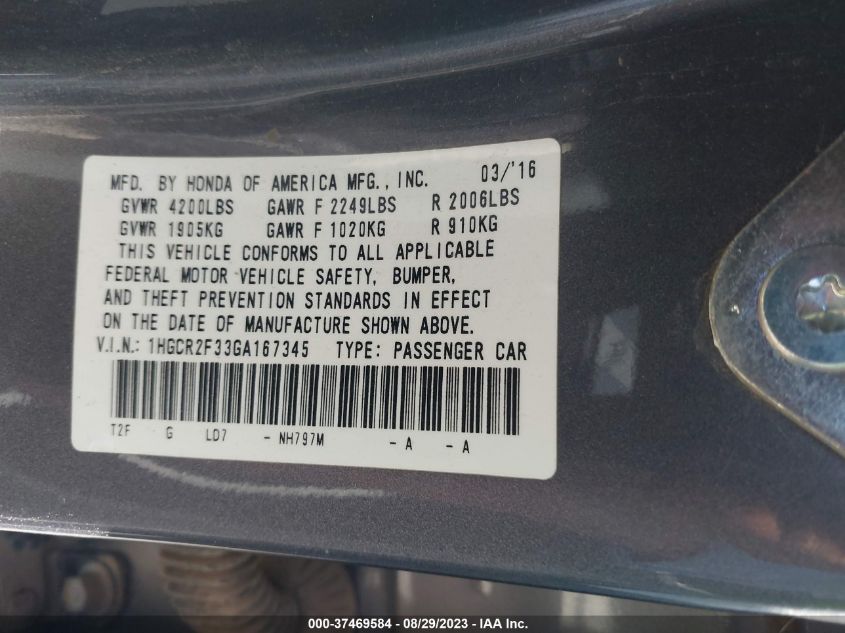 MFD. BY HONDA OF AMERICA MFG., INC. 03/'16
GVWR 4200LBS GAWR F 2249LBS R 2006LBS
GVWR 1905KG GAWR F 1020KG R 910KG
THIS VEHICLE CONFORMS TO ALL APPLICABLE
FEDERAL MOTOR VEHICLE SAFETY, BUMPER,
AND THEFT PREVENTION STANDARDS IN EFFECT
ON THE DATE OF MANUFACTURE SHOWN ABOVE.
V.I.N.: 1HGCR2F33GA167345 TYPE: PASSENGER CAR
T2F G LD7 - NH797M - A - A
000-37469584 - 08/29/2023 - IAA Inc.